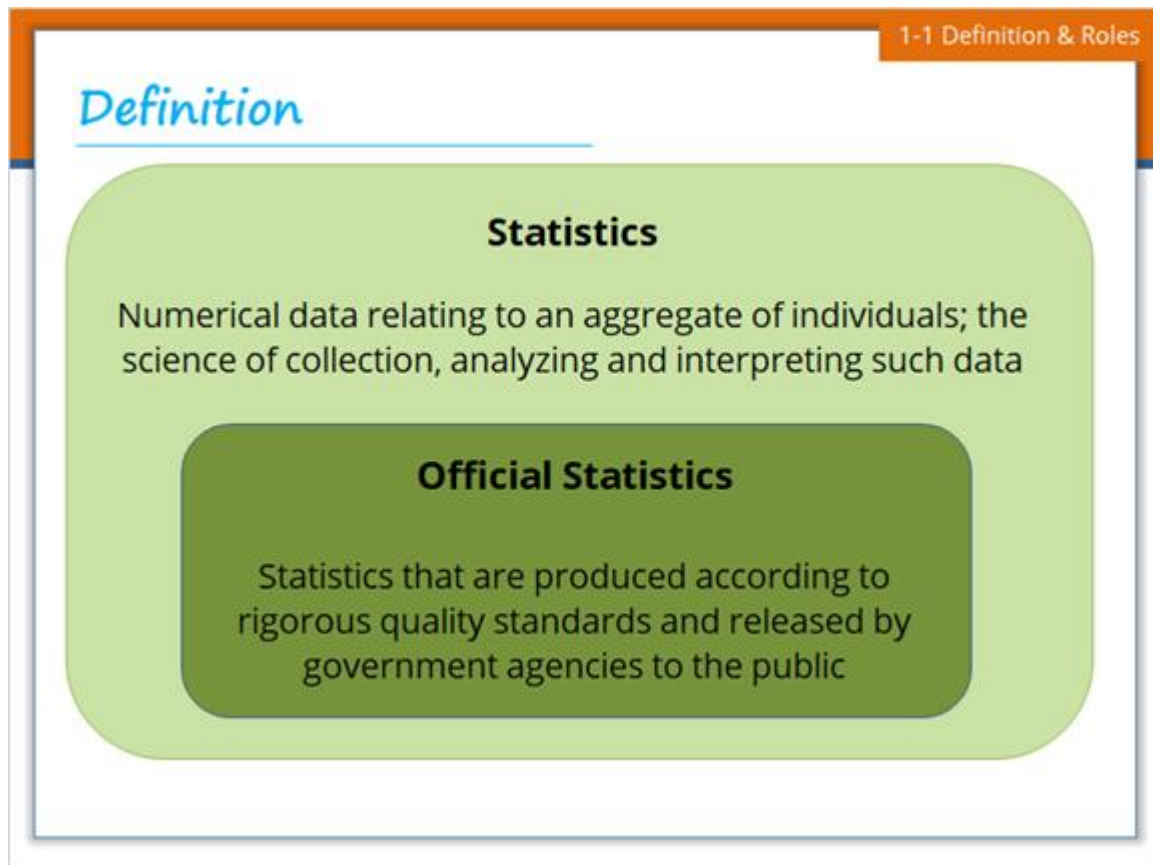 1-1 Definition & Roles
Definition
Statistics
Numerical data relating to an aggregate of individuals; the
science of collection, analyzing and interpreting such data
Official Statistics
Statistics that are produced according to
rigorous quality standards and released by
government agencies to the public